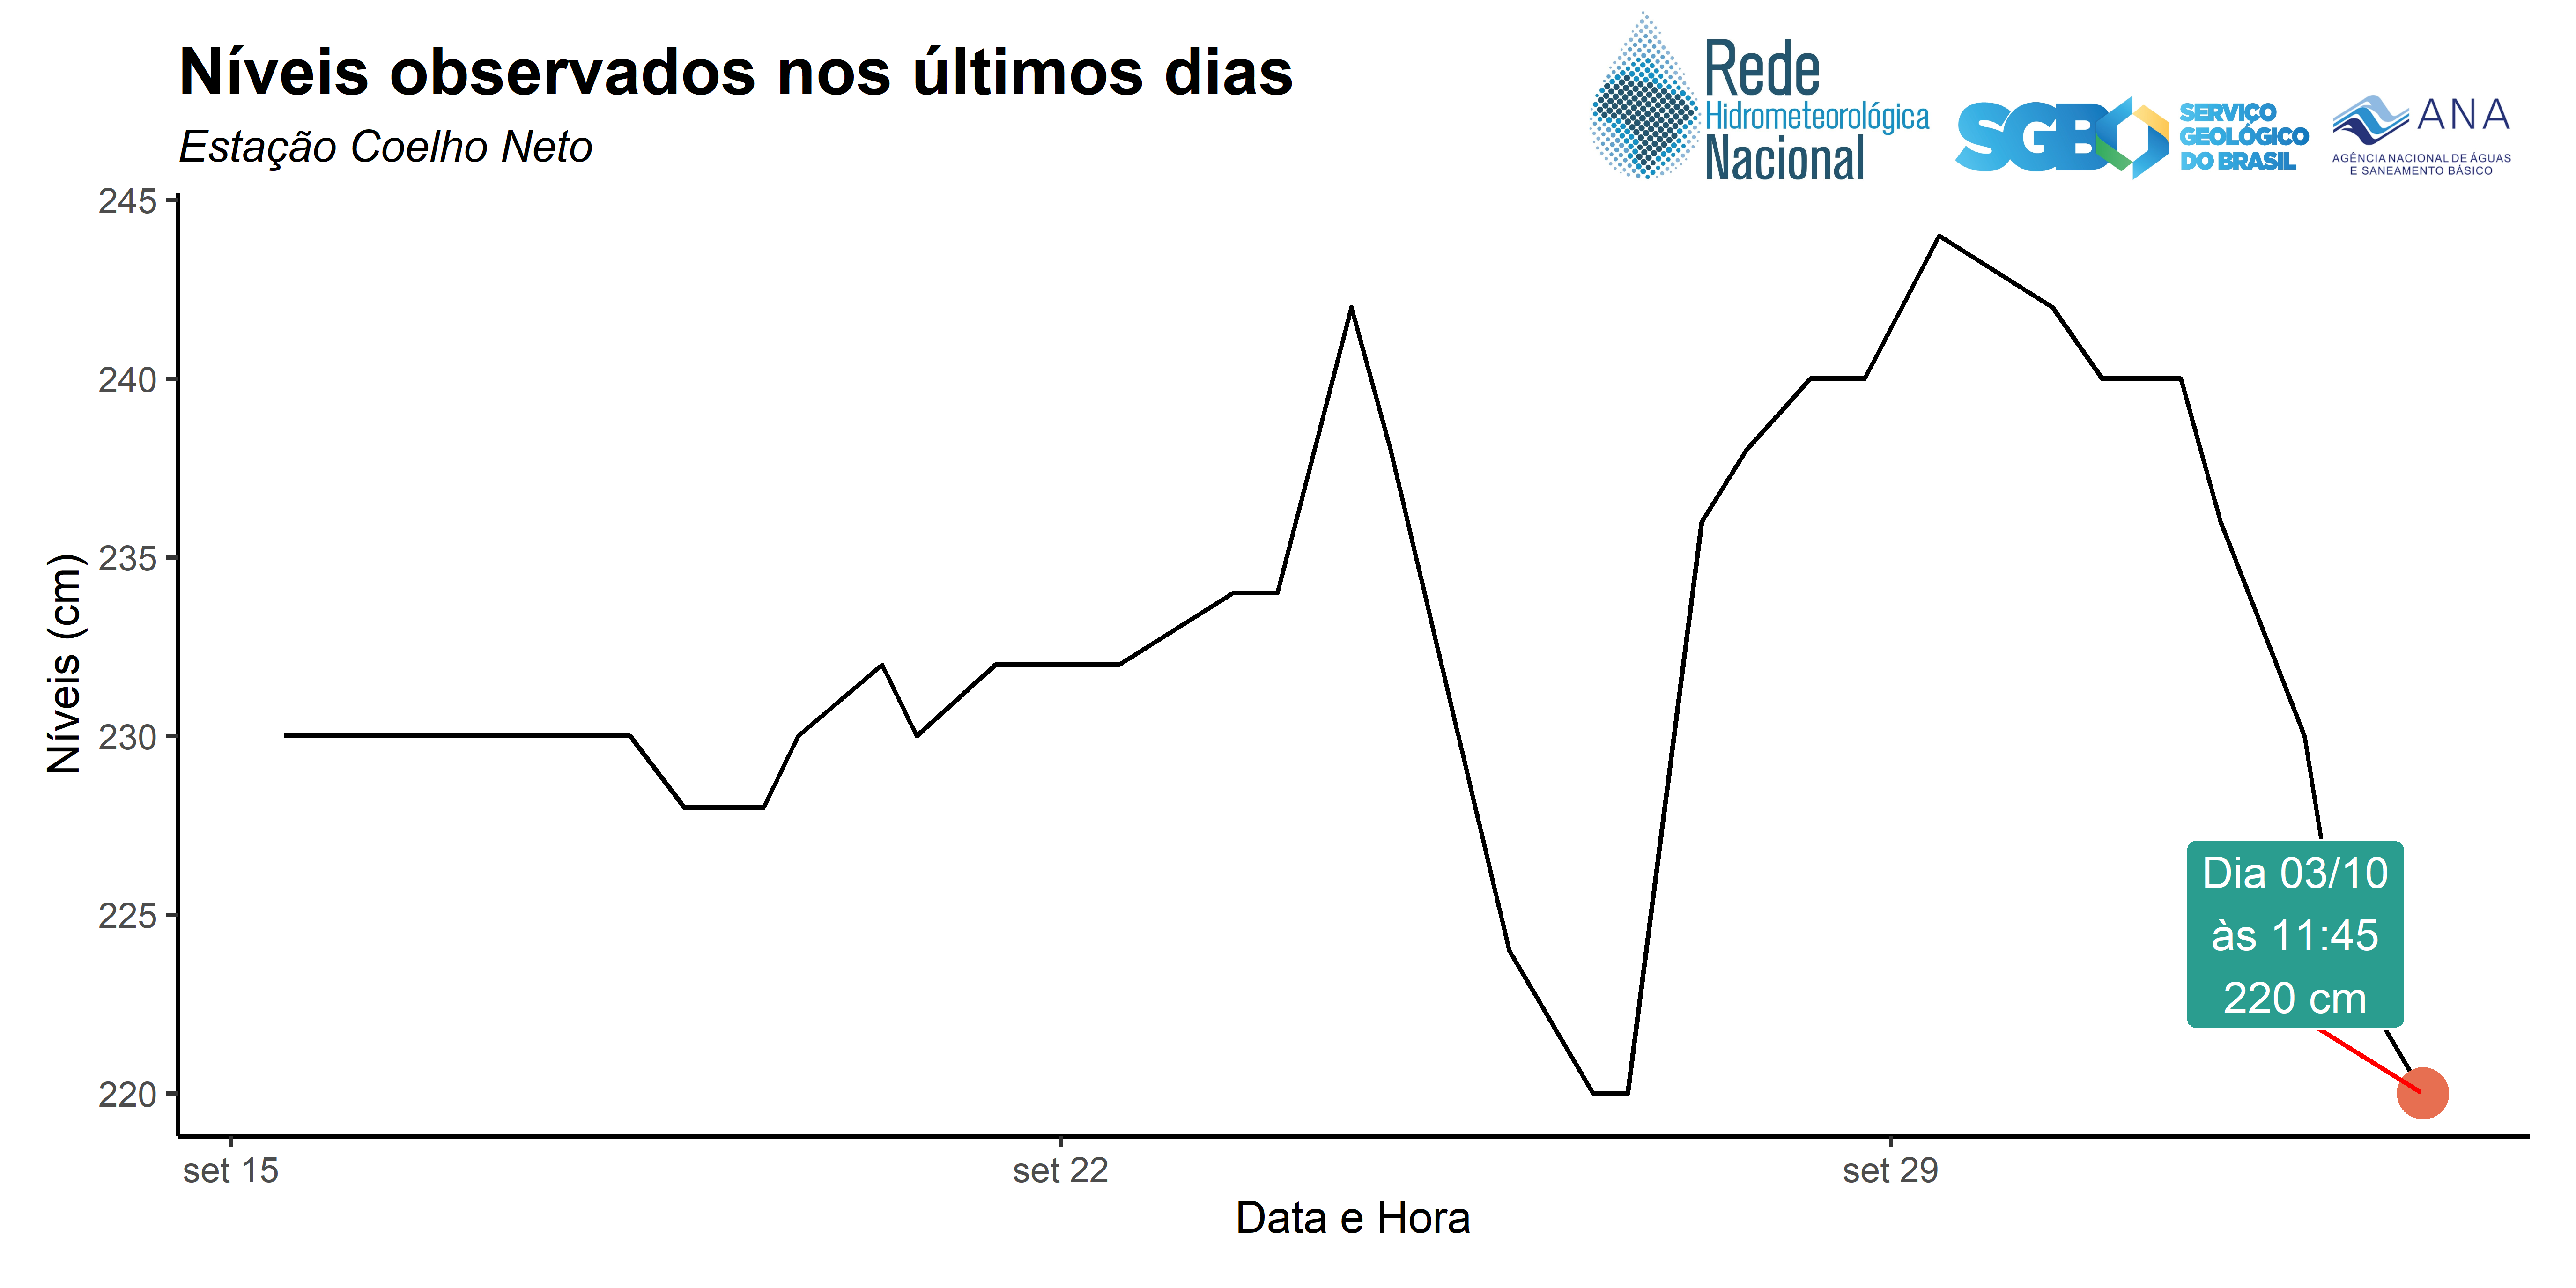 Níveis observados nos últimos dias
Estação Coelho Neto
Rede
Hidrometeorológica
Nacional
SGB
SERVIÇO
GEOLÓGICO
DO BRASIL
ANA
AGÊNCIA NACIONAL DE ÁGUAS
E SANEAMENTO BÁSICO
Níveis (cm)
245
240
235
230
225
220
Dia 03/10
às 11:45
220 cm
set 15
set 22
set 29
Data e Hora